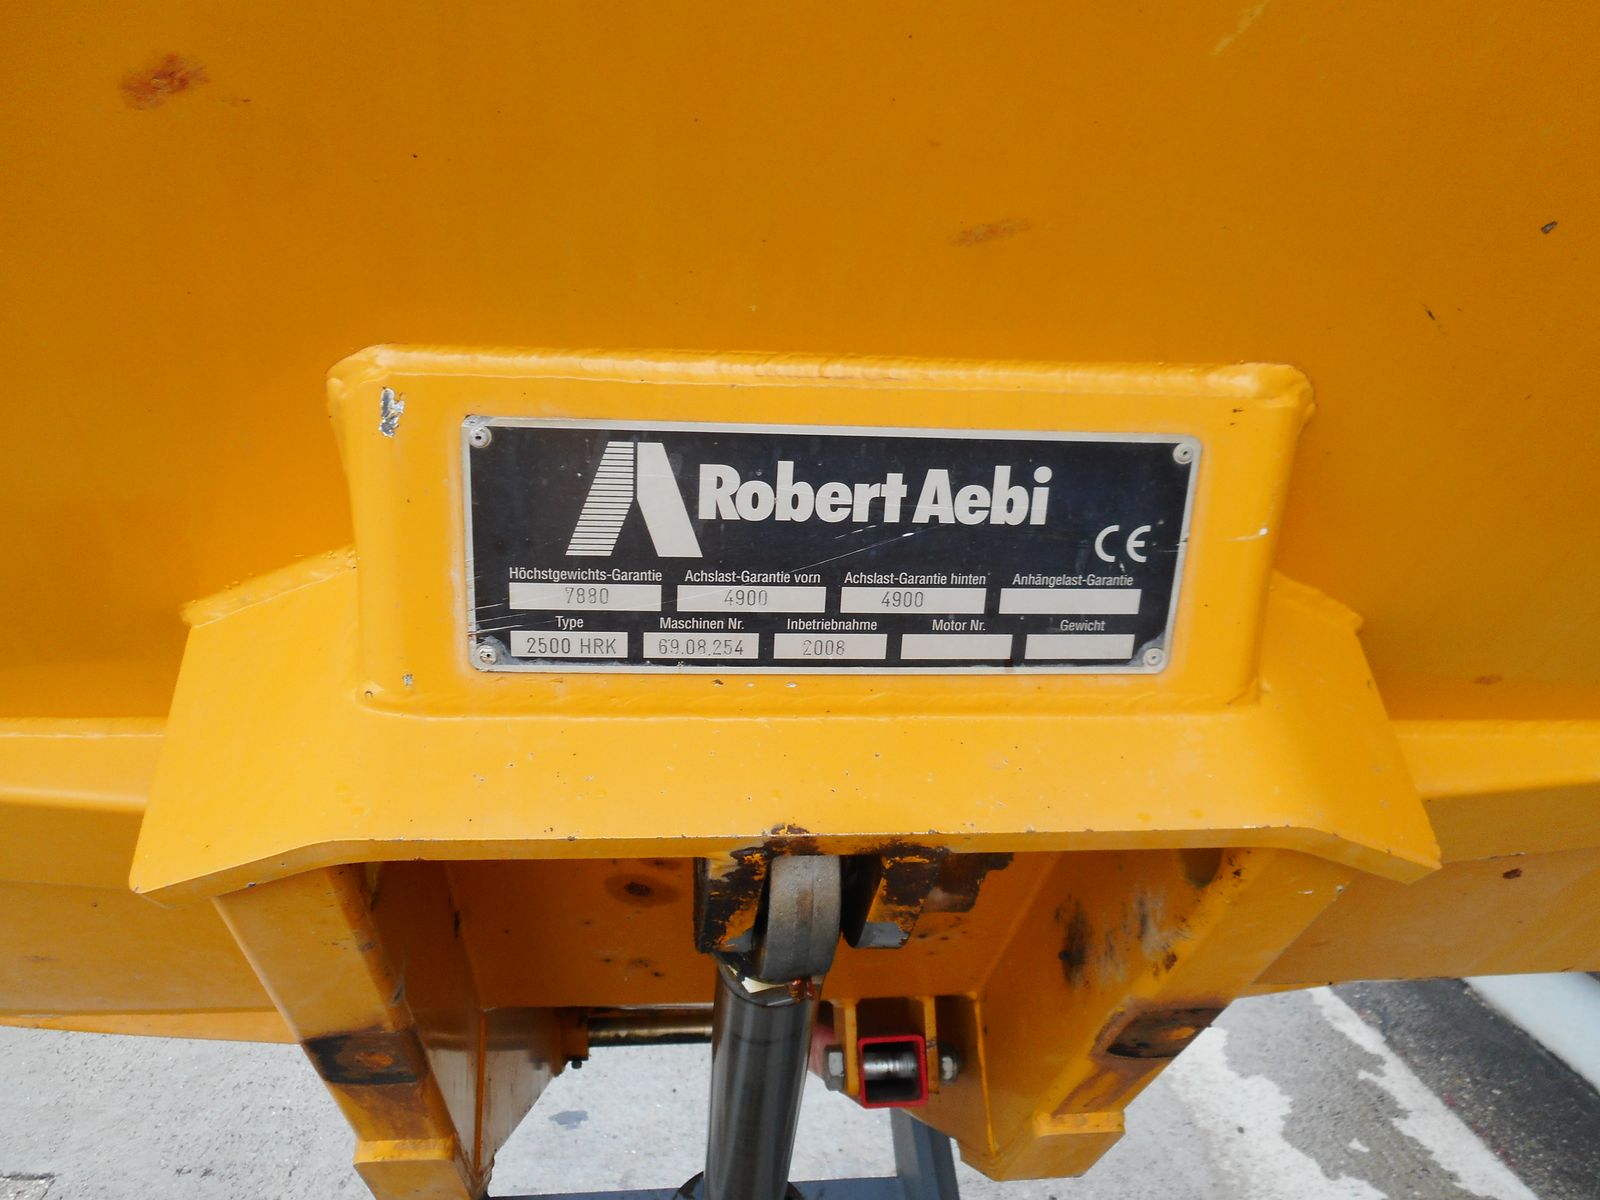 Robert Aebi
CE
Höchstgewichts-Garantie Achslast-Garantie vorn Achslast-Garantie hinten Anhängelast-Garantie
7880 4900 4900
Type Maschinen Nr. Inbetriebnahme Motor Nr. Gewicht
2500 HRK 69.08.254 2008